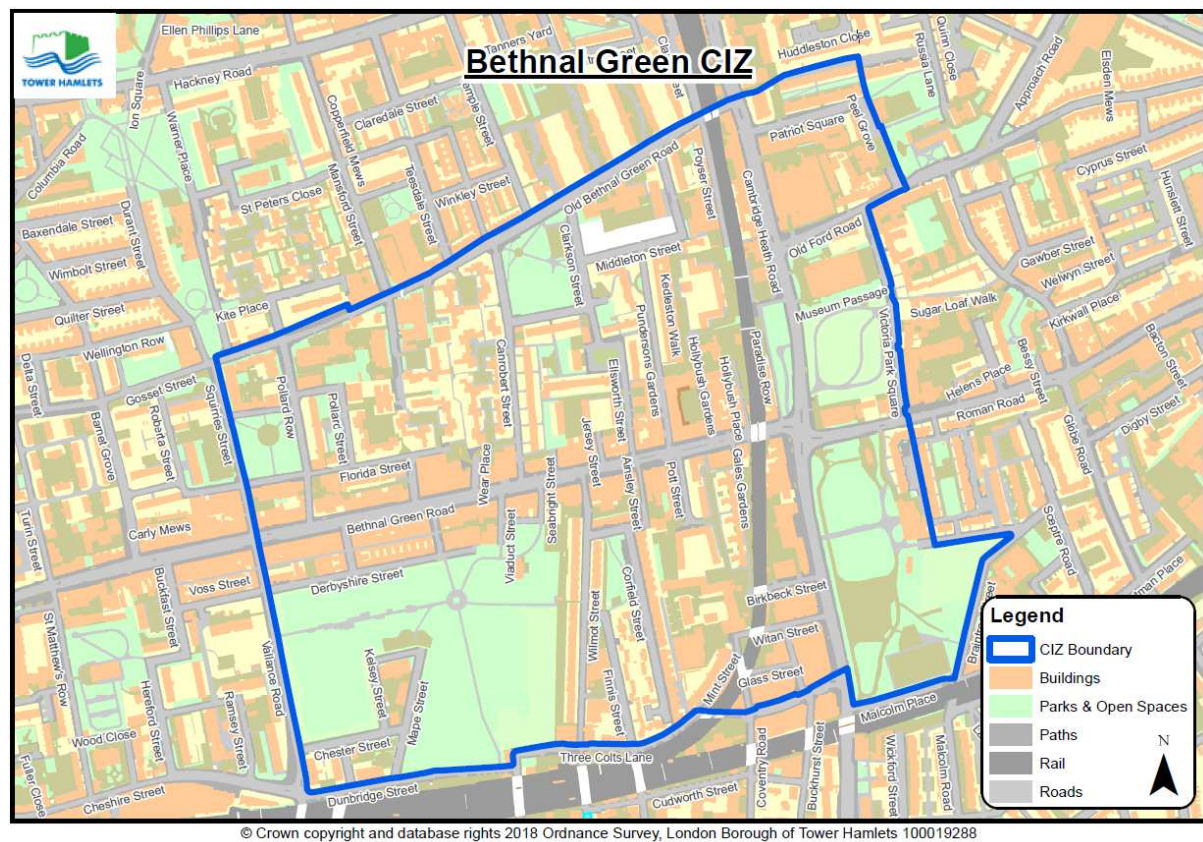 TOWER HAMLETS
Bethnal Green CIZ
Ellen Phillips Lane
Hackney Road
Ion Square
Warner Place
Columbia Road
Copperfield Mews
Claredale Street
Tanners Yard
Huddleston Close
Russia Lane
Quinn Close
Approach Road
Elsden Mews
Patriot Square
Peel Grove
Cyprus Street
Hunslett Street
St Peters Close
Mansford Street
Teesdale Street
Winkley Street
Old Bethnal Green Road
Poyser Street
Cambridge Heath Road
Baxendale Street
Durant Street
Wimbolt Street
Quilter Street
Kite Place
Clarkson Street
Middleton Street
Old Ford Road
Gawber Street
Welwyn Street
Museum Passage
Sugar Loaf Walk
Kirkwall Place
Wellington Row
Delta Street
Gosset Street
Squirries Street
Pollard Row
Pollard Street
Canrobert Street
Ellsworth Street
Pundersons Gardens
Kedleston Walk
Hollybush Gardens
Hollybush Place
Paradise Row
Victoria Park Square
Helens Place
Bessy Street
Bacton Street
Roman Road
Digby Street
Globe Road
Barnet Grove
Roberta Street
Florida Street
Wear Place
Jersey Street
Ainsley Street
Pott Street
Gales Gardens
Seabright Street
Turin Street
Carly Mews
Bethnal Green Road
Viaduct Street
Sceptre Road
Voss Street
Derbyshire Street
Buckfast Street
Corfield Street
Birkbeck Street
Witan Street
St Matthew's Row
Vallance Road
Kelsey Street
Mape Street
Wilmot Street
Finnis Street
Mint Street
Glass Street
Hereford Street
Ramsey Street
Wood Close
Chester Street
Fuller Close
Cheshire Street
Dunbridge Street
Three Colts Lane
Malcolm Place
Coventry Road
Buckhurst Street
Cudworth Street
Wickford Street
Malcolm Road
Legend
CIZ Boundary
Buildings
Parks & Open Spaces
Paths
Rail
Roads
N
© Crown copyright and database rights 2018 Ordnance Survey, London Borough of Tower Hamlets 100019288